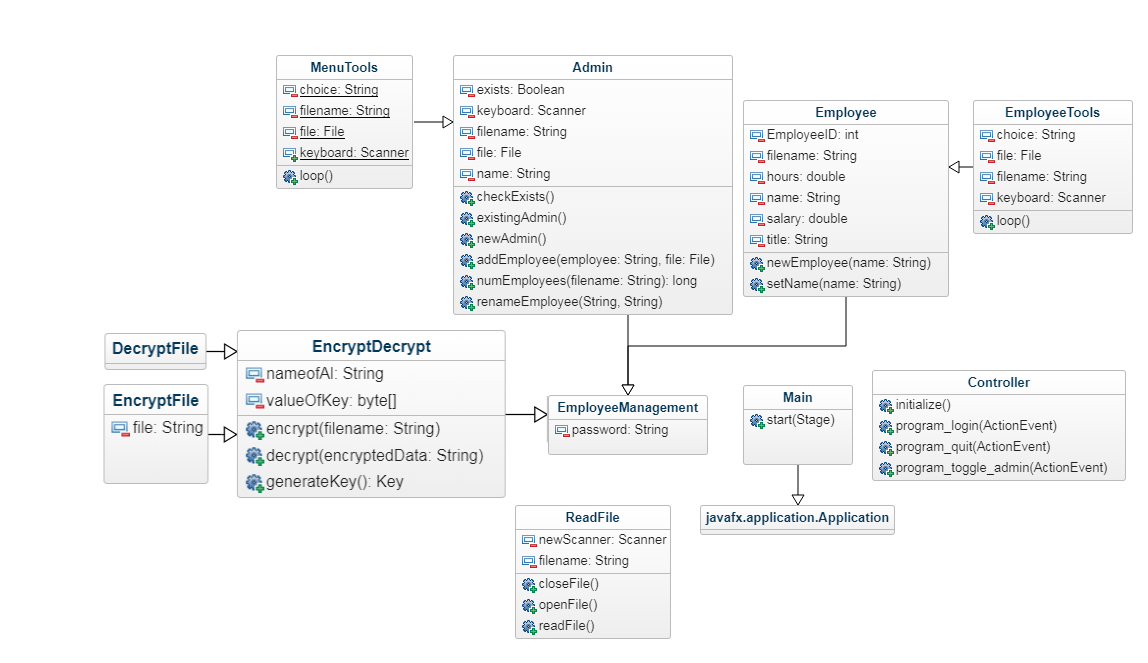 MenuTools
choice: String
filename: String
file: File
keyboard: Scanner
loop()
Admin
exists: Boolean
keyboard: Scanner
filename: String
file: File
name: String
checkExists()
existingAdmin()
newAdmin()
addEmployee(employee: String, file: File)
numEmployees(filename: String): long
renameEmployee(String, String)
Employee
EmployeeID: int
filename: String
hours: double
name: String
salary: double
title: String
newEmployee(name: String)
setName(name: String)
EmployeeTools
choice: String
file: File
filename: String
keyboard: Scanner
loop()
DecryptFile
EncryptFile
file: String
EncryptDecrypt
nameofAl: String
valueOfKey: byte[]
encrypt(filename: String)
decrypt(encryptedData: String)
generateKey(): Key
EmployeeManagement
password: String
Main
start(Stage)
Controller
initialize()
program_login(ActionEvent)
program_quit(ActionEvent)
program_toggle_admin(ActionEvent)
javafx.application.Application
ReadFile
newScanner: Scanner
filename: String
closeFile()
openFile()
readFile()